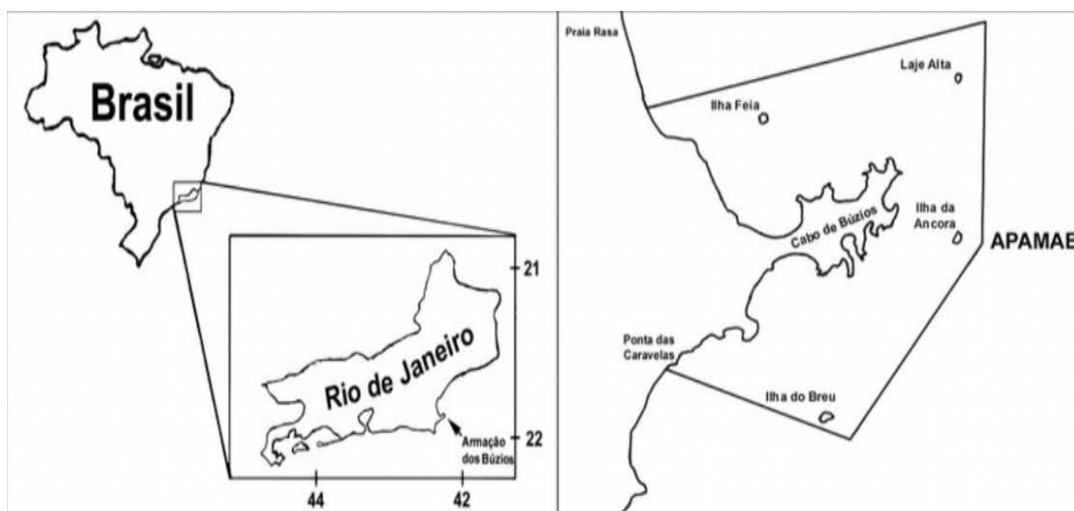 Brasil
Rio de Janeiro
Armação
dos Búzios
21
22
44
42
Praia Rasa
Laje Alta
Ilha Feia
Cabo de Búzios
Ilha da
Ancora
APAMAB
Ponta das
Caravelas
Ilha do Breu